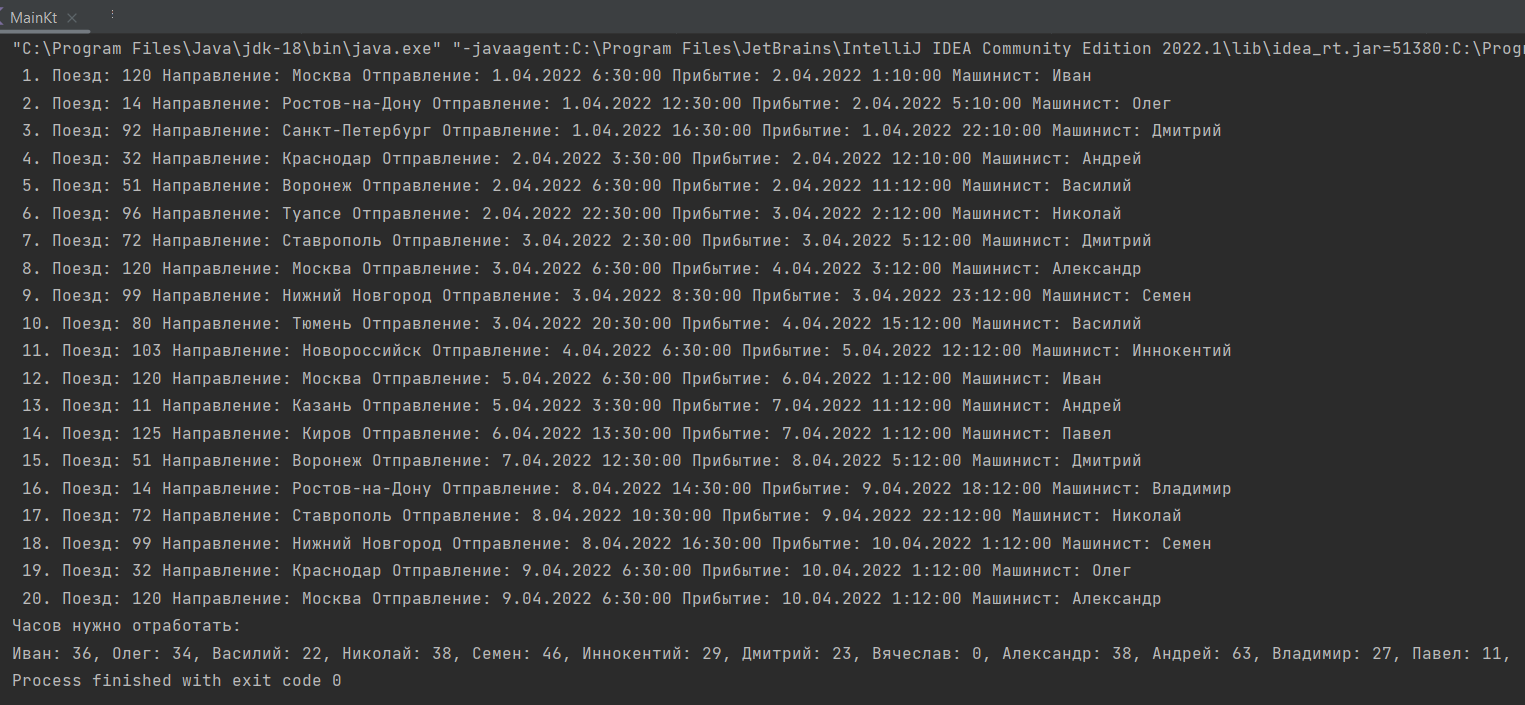 MainKt
"C:\Program Files\Java\jdk-18\bin\java.exe" "-javaagent:C:\Program Files\JetBrains\IntelliJ IDEA Community Edition 2022.1\lib\idea_rt.jar=51380:C:\Progr
1. Поезд: 120 Направление: Москва Отправление: 1.04.2022 6:30:00 Прибытие: 2.04.2022 1:10:00 Машинист: Иван
2. Поезд: 14 Направление: Ростов-на-Дону Отправление: 1.04.2022 12:30:00 Прибытие: 2.04.2022 5:10:00 Машинист: Олег
3. Поезд: 92 Направление: Санкт-Петербург Отправление: 1.04.2022 16:30:00 Прибытие: 1.04.2022 22:10:00 Машинист: Дмитрий
4. Поезд: 32 Направление: Краснодар Отправление: 2.04.2022 3:30:00 Прибытие: 2.04.2022 12:10:00 Машинист: Андрей
5. Поезд: 51 Направление: Воронеж Отправление: 2.04.2022 6:30:00 Прибытие: 2.04.2022 11:12:00 Машинист: Василий
6. Поезд: 96 Направление: Туапсе Отправление: 2.04.2022 22:30:00 Прибытие: 3.04.2022 2:12:00 Машинист: Николай
7. Поезд: 72 Направление: Ставрополь Отправление: 3.04.2022 2:30:00 Прибытие: 3.04.2022 5:12:00 Машинист: Дмитрий
8. Поезд: 120 Направление: Москва Отправление: 3.04.2022 6:30:00 Прибытие: 4.04.2022 3:12:00 Машинист: Александр
9. Поезд: 99 Направление: Нижний Новгород Отправление: 3.04.2022 8:30:00 Прибытие: 3.04.2022 23:12:00 Машинист: Семен
10. Поезд: 80 Направление: Тюмень Отправление: 3.04.2022 20:30:00 Прибытие: 4.04.2022 15:12:00 Машинист: Василий
11. Поезд: 103 Направление: Новороссийск Отправление: 4.04.2022 6:30:00 Прибытие: 5.04.2022 12:12:00 Машинист: Иннокентий
12. Поезд: 120 Направление: Москва Отправление: 5.04.2022 6:30:00 Прибытие: 6.04.2022 1:12:00 Машинист: Иван
13. Поезд: 11 Направление: Казань Отправление: 5.04.2022 3:30:00 Прибытие: 7.04.2022 11:12:00 Машинист: Андрей
14. Поезд: 125 Направление: Киров Отправление: 6.04.2022 13:30:00 Прибытие: 7.04.2022 1:12:00 Машинист: Павел
15. Поезд: 51 Направление: Воронеж Отправление: 7.04.2022 12:30:00 Прибытие: 8.04.2022 5:12:00 Машинист: Дмитрий
16. Поезд: 14 Направление: Ростов-на-Дону Отправление: 8.04.2022 14:30:00 Прибытие: 9.04.2022 18:12:00 Машинист: Владимир
17. Поезд: 72 Направление: Ставрополь Отправление: 8.04.2022 10:30:00 Прибытие: 9.04.2022 22:12:00 Машинист: Николай
18. Поезд: 99 Направление: Нижний Новгород Отправление: 8.04.2022 16:30:00 Прибытие: 10.04.2022 1:12:00 Машинист: Семен
19. Поезд: 32 Направление: Краснодар Отправление: 9.04.2022 6:30:00 Прибытие: 10.04.2022 1:12:00 Машинист: Олег
20. Поезд: 120 Направление: Москва Отправление: 9.04.2022 6:30:00 Прибытие: 10.04.2022 1:12:00 Машинист: Александр
Часов нужно отработать:
Иван: 36, Олег: 34, Василий: 22, Николай: 38, Семен: 46, Иннокентий: 29, Дмитрий: 23, Вячеслав: 0, Александр: 38, Андрей: 63, Владимир: 27, Павел: 11,
Process finished with exit code 0